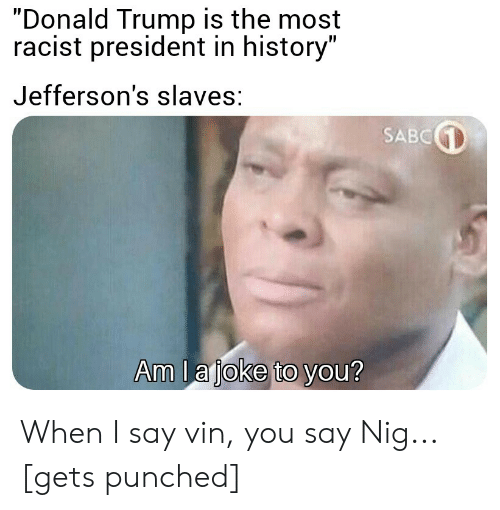 "Donald Trump is the most
racist president in history"
Jefferson's slaves:
SABC 1
Am I a joke to you?
When I say vin, you say Nig...
[gets punched]